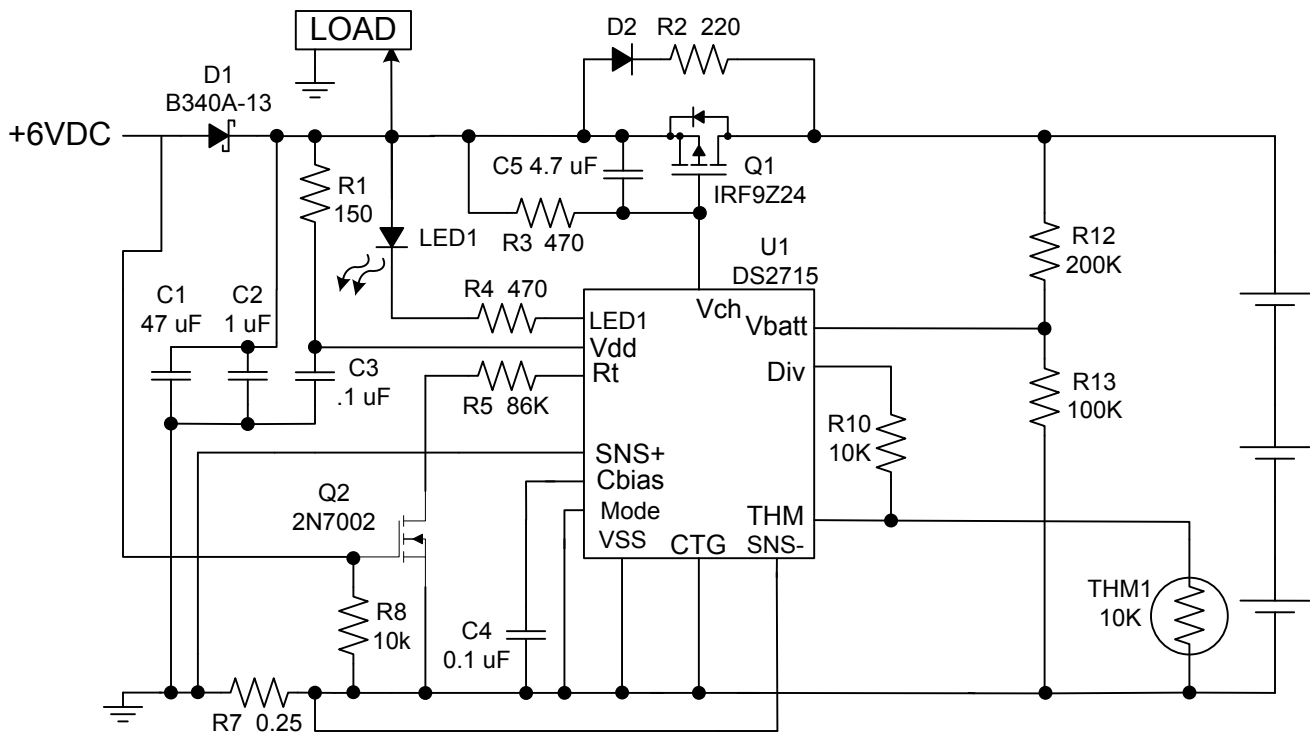 LOAD
D2
R2 220
D1
B340A-13
+6VDC
R1
150
C5 4.7 uF
Q1
IRF9Z24
R3 470
LED1
U1
DS2715
R12
200K
C1
47 uF
C2
1 uF
R4 470
LED1
Vch
Vbatt
Vdd
C3
.1 uF
Rt
R5 86K
Div
R13
100K
R10
10K
SNS+
Cbias
Q2
2N7002
Mode
THM
VSS
CTG
SNS-
R8
10k
C4
0.1 uF
THM1
10K
R7 0.25